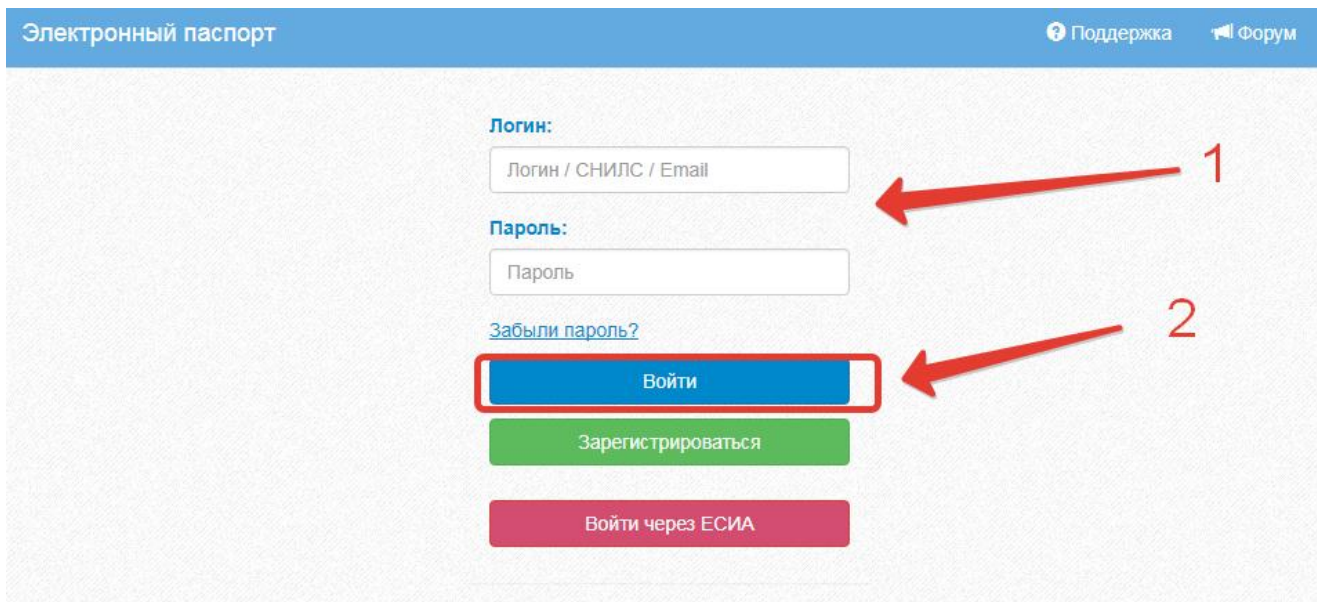 Электронный паспорт
Поддержка
Форум
Логин:
Логин / СНИЛС / Email
1
Пароль:
Пароль
Забыли пароль?
2
Войти
Зарегистрироваться
Войти через ЕСИА